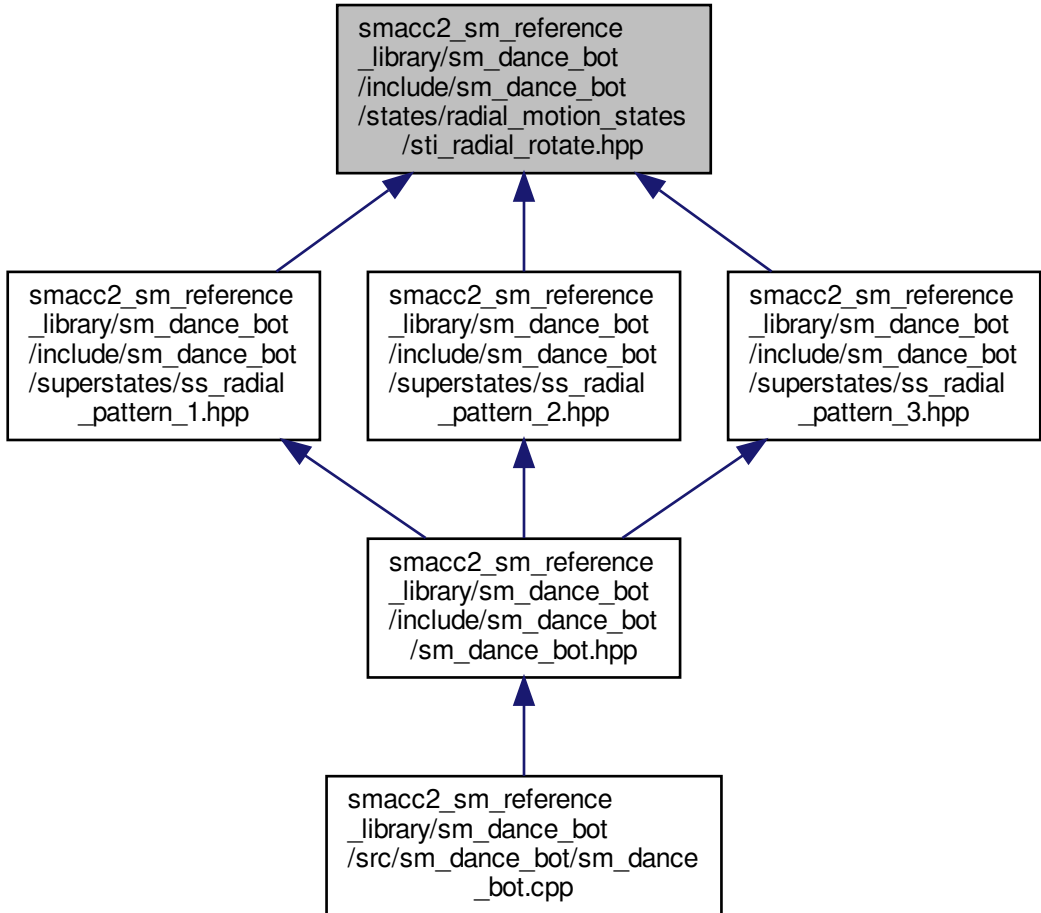 smacc2_sm_reference
_library/sm_dance_bot
/include/sm_dance_bot
/states/radial_motion_states
/sti_radial_rotate.hpp
smacc2_sm_reference
_library/sm_dance_bot
/include/sm_dance_bot
/superstates/ss_radial
_pattern_1.hpp
smacc2_sm_reference
_library/sm_dance_bot
/include/sm_dance_bot
/superstates/ss_radial
_pattern_2.hpp
smacc2_sm_reference
_library/sm_dance_bot
/include/sm_dance_bot
/superstates/ss_radial
_pattern_3.hpp
smacc2_sm_reference
_library/sm_dance_bot
/include/sm_dance_bot
/sm_dance_bot.hpp
smacc2_sm_reference
_library/sm_dance_bot
/src/sm_dance_bot/sm_dance
_bot.cpp